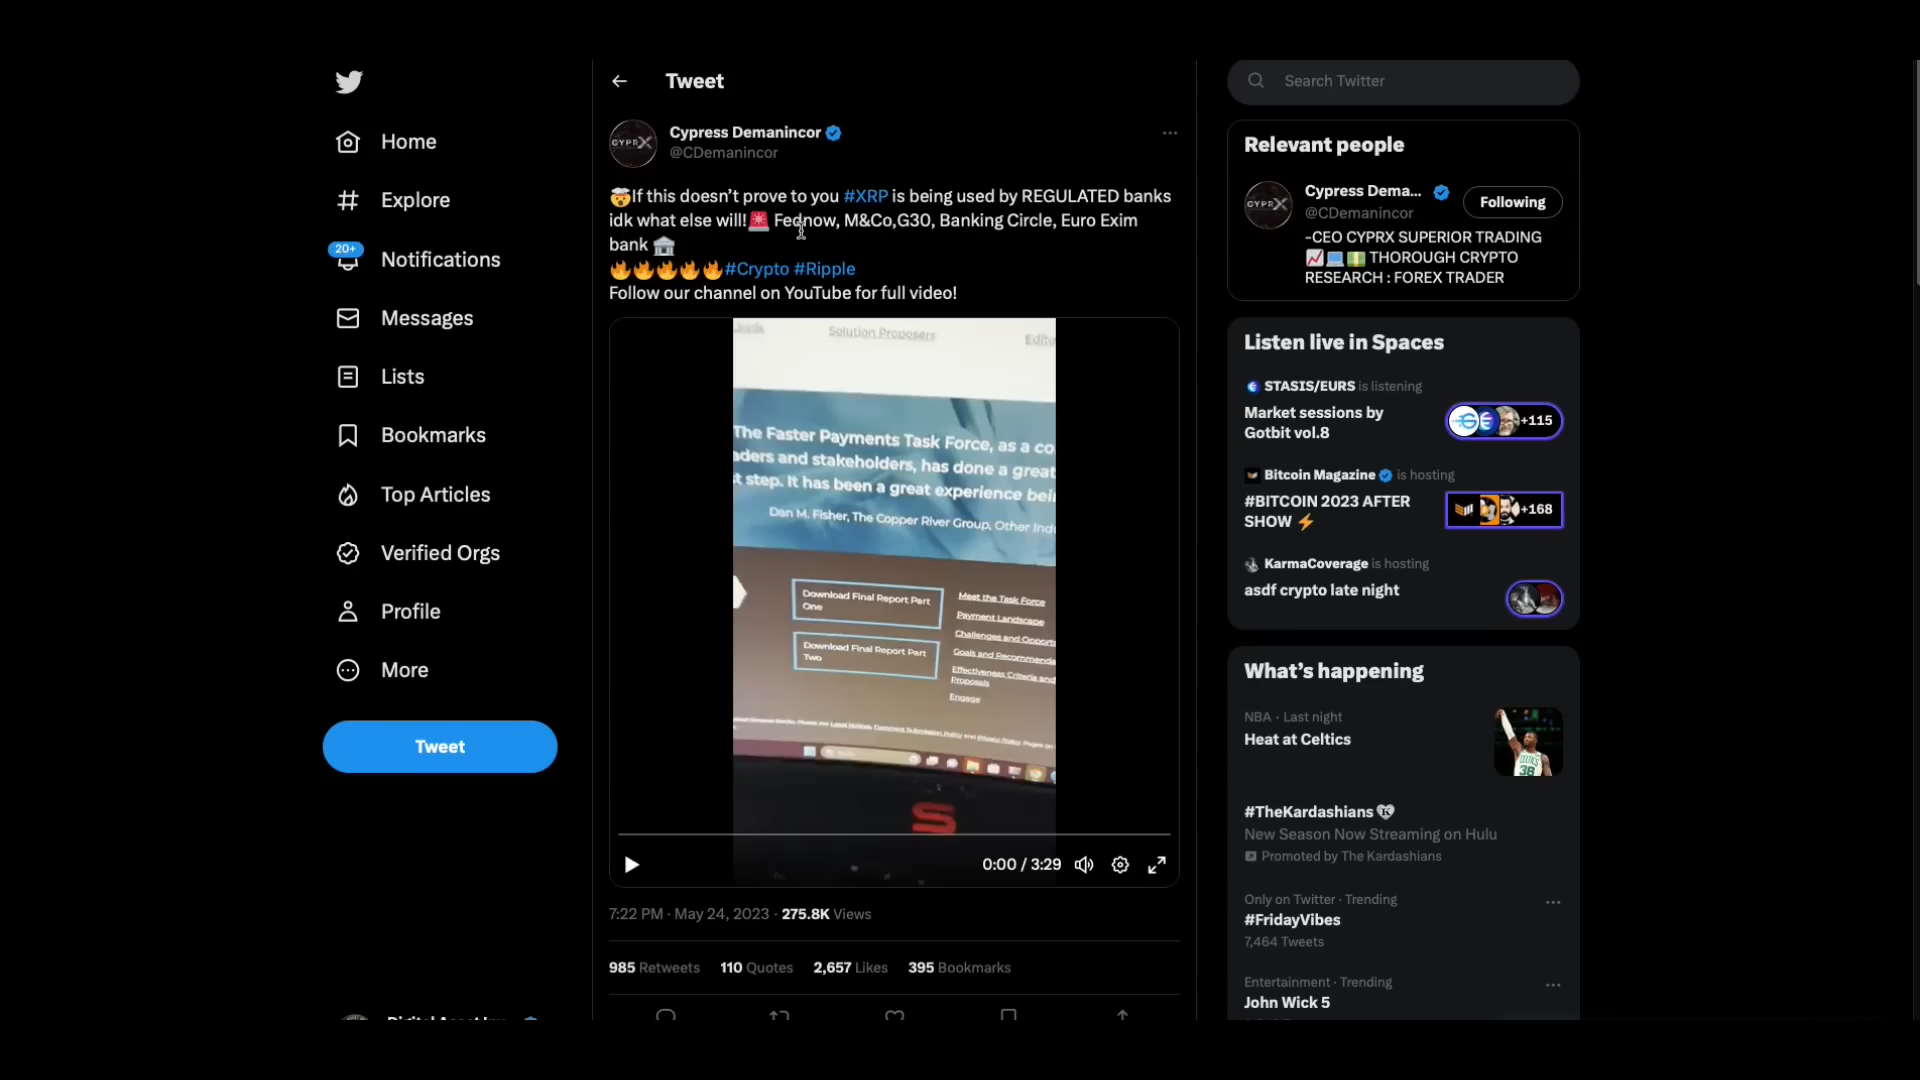 Home
Explore
20+
Notifications
Messages
Lists
Bookmarks
Top Articles
Verified Orgs
Profile
More
Tweet
Tweet
CYPRX
Cypress Demanincor
@CDemanincor
🤯If this doesn’t prove to you #XRP is being used by REGULATED banks
idk what else will!🚨 Fednow, M&Co,G30, Banking Circle, Euro Exim
bank 🏦
🔥🔥🔥🔥🔥#Crypto #Ripple
Follow our channel on YouTube for full video!
Solution Proposers
The Faster Payments Task Force, as a co
aders and stakeholders, has done a great
t step. It has been a great experience bei
Dan M. Fisher, The Copper River Group, Other Ind
Download Final Report Part
One
Download Final Report Part
Two
Meet the Task Force
Payment Landscape
Challenges and Opport
Goals and Recommenda
Effectiveness Criteria and
Proposals
Engage
0:00 / 3:29
7:22 PM · May 24, 2023 · 275.8K Views
985 Retweets 110 Quotes 2,657 Likes 395 Bookmarks
Search Twitter
Relevant people
CYPRX
Cypress Dema...
@CDemanincor
Following
-CEO CYPRX SUPERIOR TRADING
📈💻💵 THOROUGH CRYPTO
RESEARCH : FOREX TRADER
Listen live in Spaces
STASIS/EURS is listening
Market sessions by
Gotbit vol.8
+115
Bitcoin Magazine is hosting
#BITCOIN 2023 AFTER
SHOW ⚡
+168
KarmaCoverage is hosting
asdf crypto late night
What’s happening
NBA · Last night
Heat at Celtics
#TheKardashians
New Season Now Streaming on Hulu
Promoted by The Kardashians
Only on Twitter · Trending
#FridayVibes
7,464 Tweets
Entertainment · Trending
John Wick 5